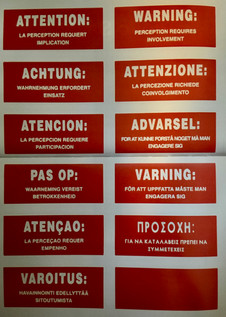 ATTENTION:
LA PERCEPTION REQUIERT
IMPLICATION
WARNING:
PERCEPTION REQUIRES
INVOLVEMENT
ACHTUNG:
WAHRNEHMUNG ERFORDERT
EINSATZ
ATTENZIONE:
LA PERCEZIONE RICHIEDE
COINVOLGIMENTO
ATENCION:
LA PERCEPCION REQUIERE
PARTICIPACION
ADVARSEL:
FOR AT KUNNE FORSTÅ NOGET MÅ MAN
ENGAGERE SIG
PAS OP:
WAARNEMING VEREIST
BETROKKENHEID
VARNING:
FÖR ATT UPPFATTA MÅSTE MAN
ENGAGERA SIG
ATENÇAO:
LA PERCEÇAO REQUER
EMPENHO
ΠΡΟΣΟΧΗ:
ΓΙΑ ΝΑ ΚΑΤΑΛΑΒΕΙΣ ΠΡΕΠΕΙ ΝΑ
ΣΥΜΜΕΤΕΧΕΙΣ
VAROITUS:
HAVAINNOINTI EDELLYTTÄÄ
SITOUTUMISTA